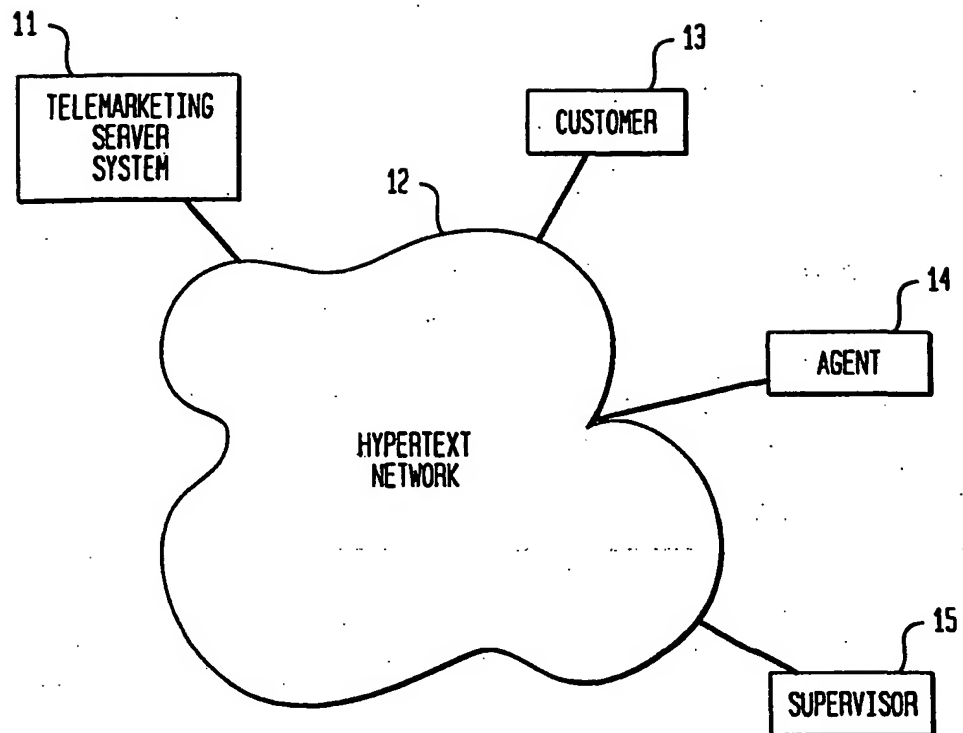 11
TELEMARKETING
SERVER
SYSTEM
13
CUSTOMER
12
14
AGENT
HYPERTEXT
NETWORK
15
SUPERVISOR